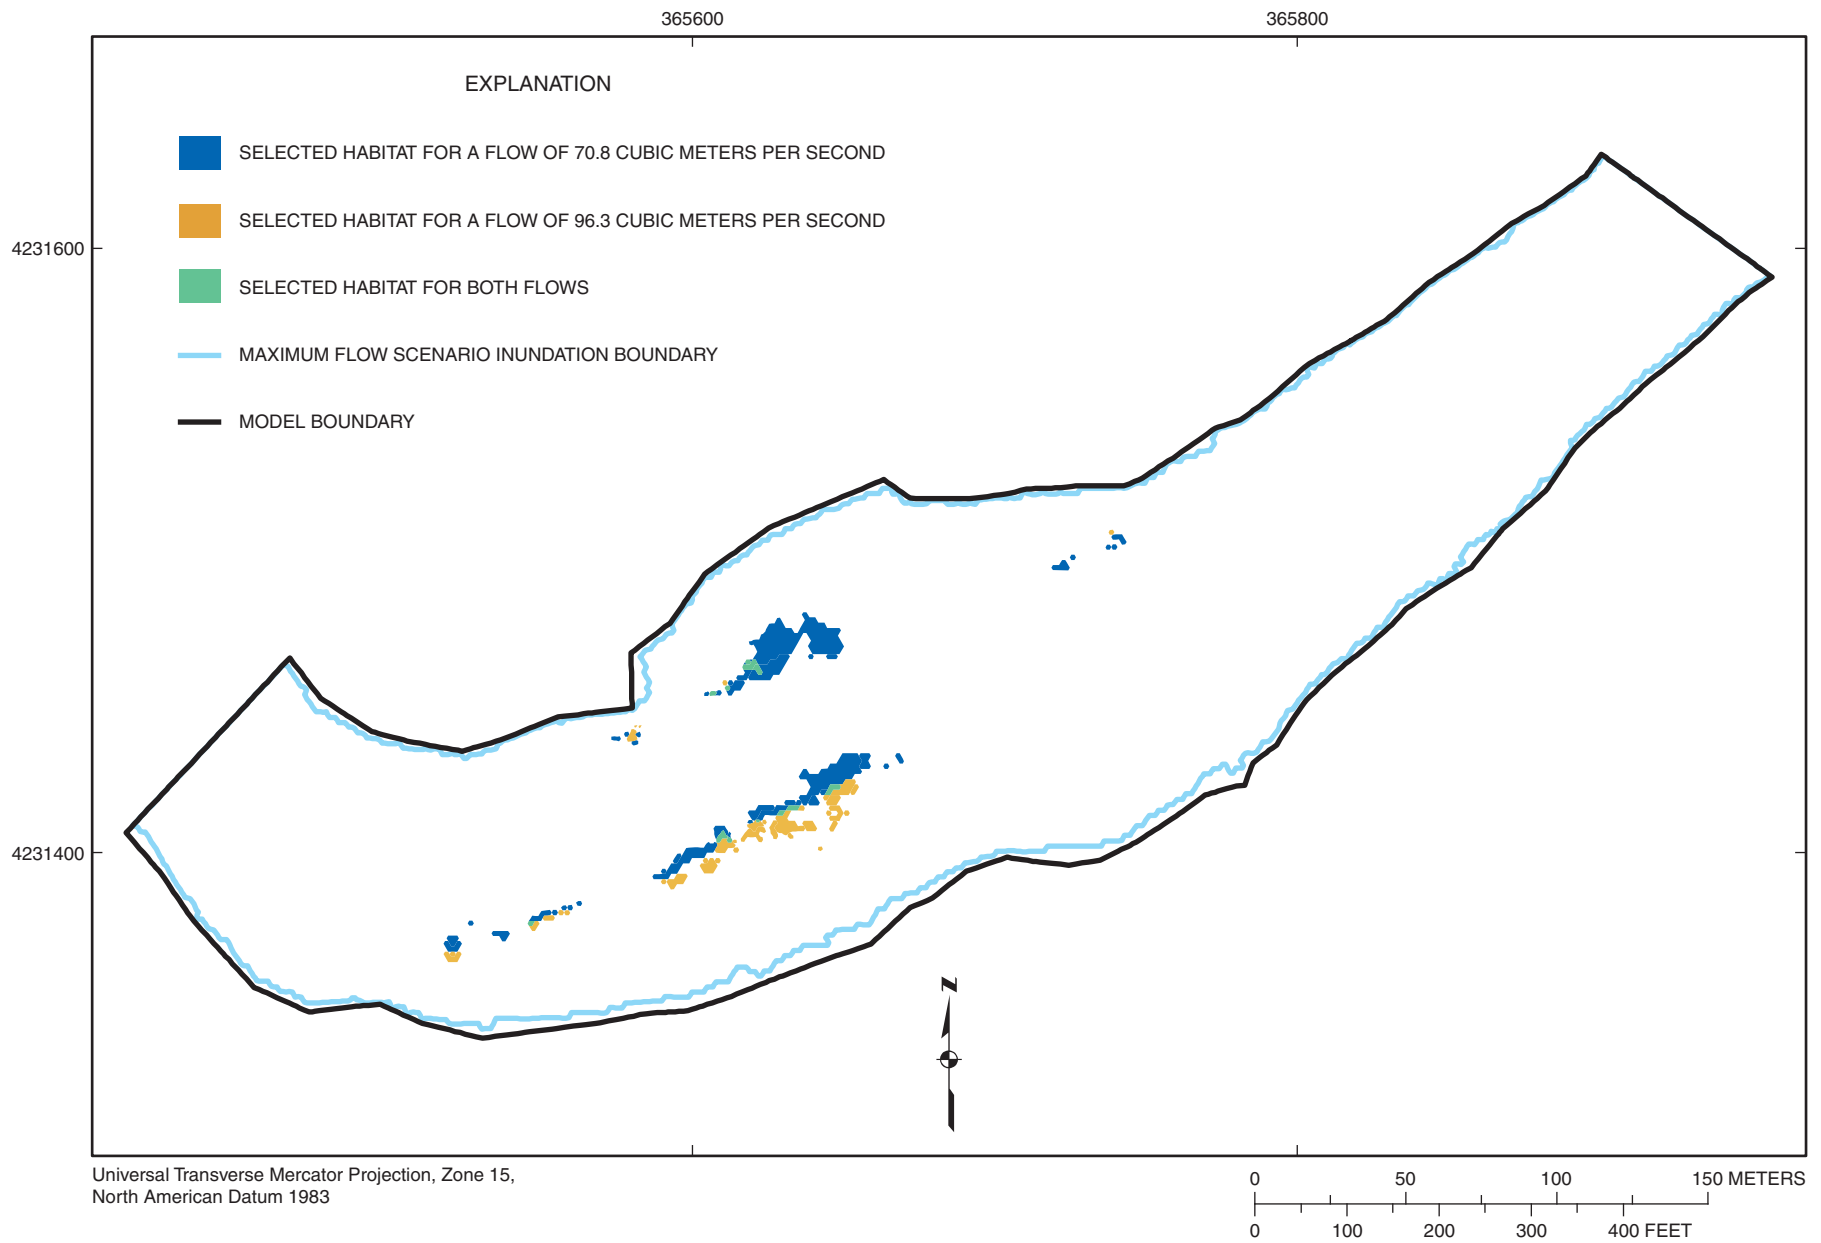 365600
365800
EXPLANATION
SELECTED HABITAT FOR A FLOW OF 70.8 CUBIC METERS PER SECOND
SELECTED HABITAT FOR A FLOW OF 96.3 CUBIC METERS PER SECOND
4231600
SELECTED HABITAT FOR BOTH FLOWS
MAXIMUM FLOW SCENARIO INUNDATION BOUNDARY
MODEL BOUNDARY
4231400
N
Universal Transverse Mercator Projection, Zone 15,
North American Datum 1983
0 50 100 150 METERS
0 100 200 300 400 FEET